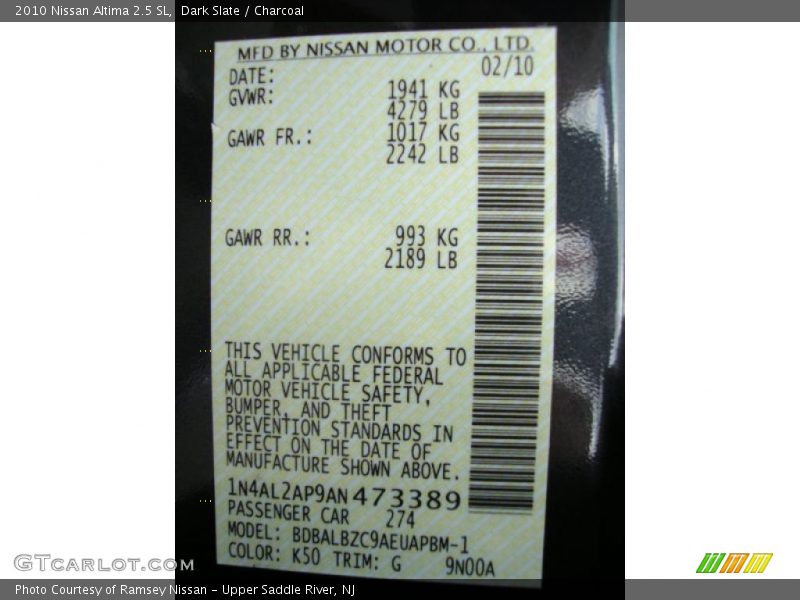 2010 Nissan Altima 2.5 SL, Dark Slate / Charcoal
MFD BY NISSAN MOTOR CO., LTD.
DATE: 02/10
GVWR: 1941 KG
4279 LB
GAWR FR.: 1017 KG
2242 LB
GAWR RR.: 993 KG
2189 LB
THIS VEHICLE CONFORMS TO
ALL APPLICABLE FEDERAL
MOTOR VEHICLE SAFETY,
BUMPER, AND THEFT
PREVENTION STANDARDS IN
EFFECT ON THE DATE OF
MANUFACTURE SHOWN ABOVE.
1N4AL2AP9AN473389
PASSENGER CAR 274
MODEL: BDBALBZC9AEUAPBM-1
COLOR: K50 TRIM: G 9N00A
GTCarLot.com
Photo Courtesy of Ramsey Nissan - Upper Saddle River, NJ